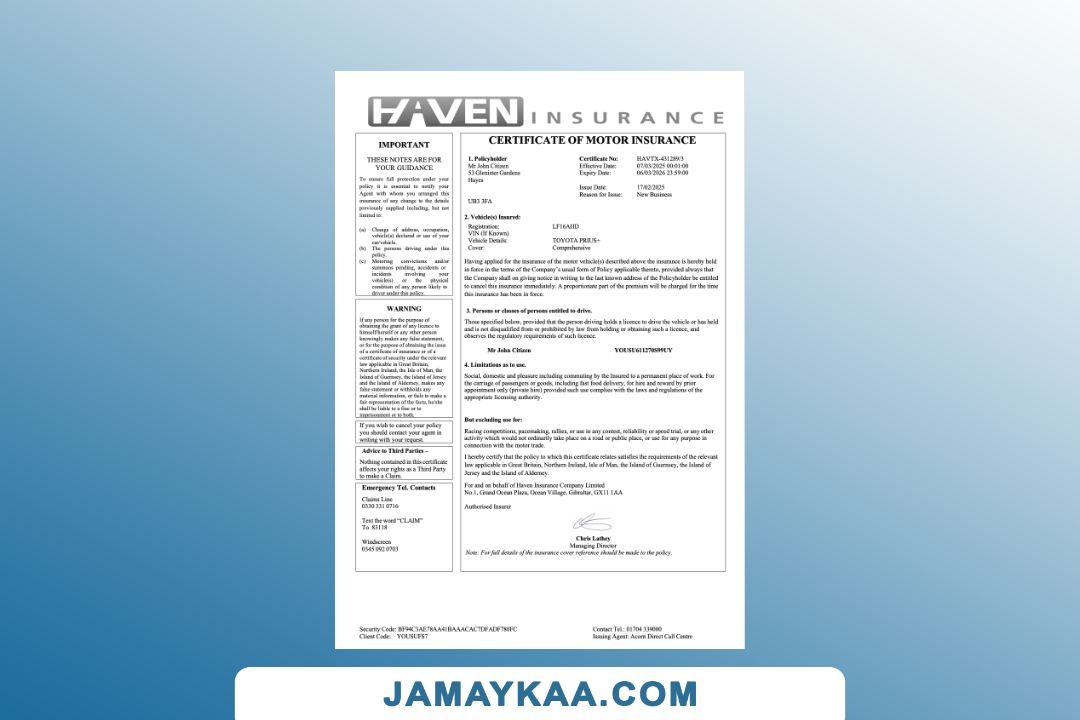 HAVEN INSURANCE
IMPORTANT
THESE NOTES ARE FOR
YOUR GUIDANCE
To ensure full protection under your
policy it is essential to notify your
Agent with whom you arranged this
insurance of any change to the details
previously supplied including, but not
limited to:
(a) Change of address, occupation,
vehicle(s) declared or use of your
car/vehicle.
(b) The persons driving under this
policy.
(c) Motoring convictions and/or
summons pending, accidents or
incidents involving your
vehicle(s) or the physical
condition of any person likely to
driver under this policy.
WARNING
If any person for the purpose of
obtaining the grant of any licence to
himself/herself or any other person
knowingly makes any false statement,
or for the purpose of obtaining the issue
of a certificate of insurance or of a
certificate of security under the relevant
law applicable in Great Britain,
Northern Ireland, the Isle of Man, the
Island of Guernsey, the Island of Jersey
and the Island of Alderney, makes any
false statement or withholds any
material information, or fails to make a
fair representation of the facts, he/she
shall be liable to a fine or to
imprisonment or to both.
If you wish to cancel your policy
you should contact your agent in
writing with your request.
Advice to Third Parties –
Nothing contained in this certificate
affects your rights as a Third Party
to make a Claim.
Emergency Tel. Contacts
Claims Line
0330 331 0716
Text the word “CLAIM”
To 83118
Windscreen
0345 092 0703
CERTIFICATE OF MOTOR INSURANCE
1. Policyholder
Mr John Citizen
53 Glenister Gardens
Hayes
UB3 3FA
Certificate No: HAVTX-431289/3
Effective Date: 07/03/2025 00:01:00
Expiry Date: 06/03/2026 23:59:00
Issue Date: 17/02/2025
Reason for Issue: New Business
2. Vehicle(s) Insured:
Registration: LF16AHD
VIN (If Known)
Vehicle Details: TOYOTA PRIUS+
Cover: Comprehensive
Having applied for the insurance of the motor vehicle(s) described above the insurance is hereby held
in force in the terms of the Company's usual form of Policy applicable thereto, provided always that
the Company shall on giving notice in writing to the last known address of the Policyholder be entitled
to cancel this insurance immediately. A proportionate part of the premium will be charged for the time
this insurance has been in force.
3. Persons or classes of persons entitled to drive.
Those specified below, provided that the person driving holds a licence to drive the vehicle or has held
and is not disqualified from or prohibited by law from holding or obtaining such a licence, and
observes the regulatory requirements of such licence.
Mr John Citizen YOUSU611270S99UY
4. Limitations as to use.
Social, domestic and pleasure including commuting by the Insured to a permanent place of work. For
the carriage of passengers or goods, including fast food delivery, for hire and reward by prior
appointment only (private hire) provided such use complies with the laws and regulations of the
appropriate licensing authority.
But excluding use for:
Racing competitions, pacemaking, rallies, or use in any contest, reliability or speed trial, or any other
activity which would not ordinarily take place on a road or public place, or use for any purpose in
connection with the motor trade.
I hereby certify that the policy to which this certificate relates satisfies the requirements of the relevant
law applicable in Great Britain, Northern Ireland, Isle of Man, the Island of Guernsey, the Island of
Jersey and the Island of Alderney.
For and on behalf of Haven Insurance Company Limited
No.1, Grand Ocean Plaza, Ocean Village, Gibraltar, GX11 1AA
Authorised Insurer
Chris Lathey
Managing Director
Note: For full details of the insurance cover reference should be made to the policy.
Security Code:
Client Code: YOUSUF57
Contact Tel.: 01704 339000
Issuing Agent: Acorn Direct Call Centre
JAMAYKAA.COM